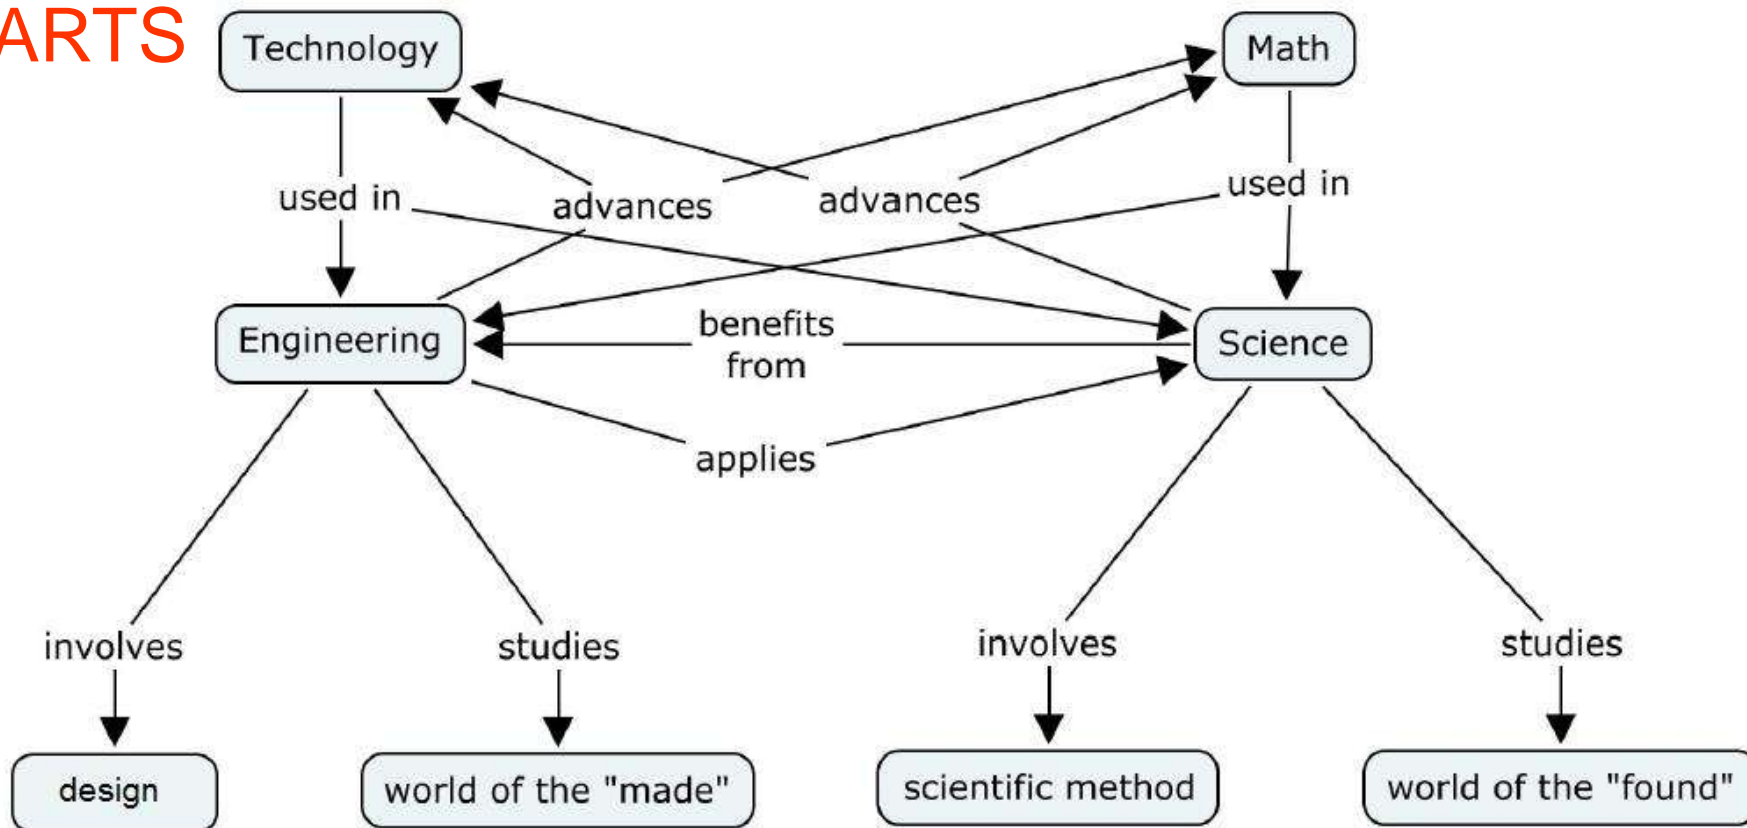 ARTS
Technology
Math
used in
advances
advances
used in
Engineering
benefits
from
Science
applies
involves
studies
involves
studies
design
world of the "made"
scientific method
world of the "found"